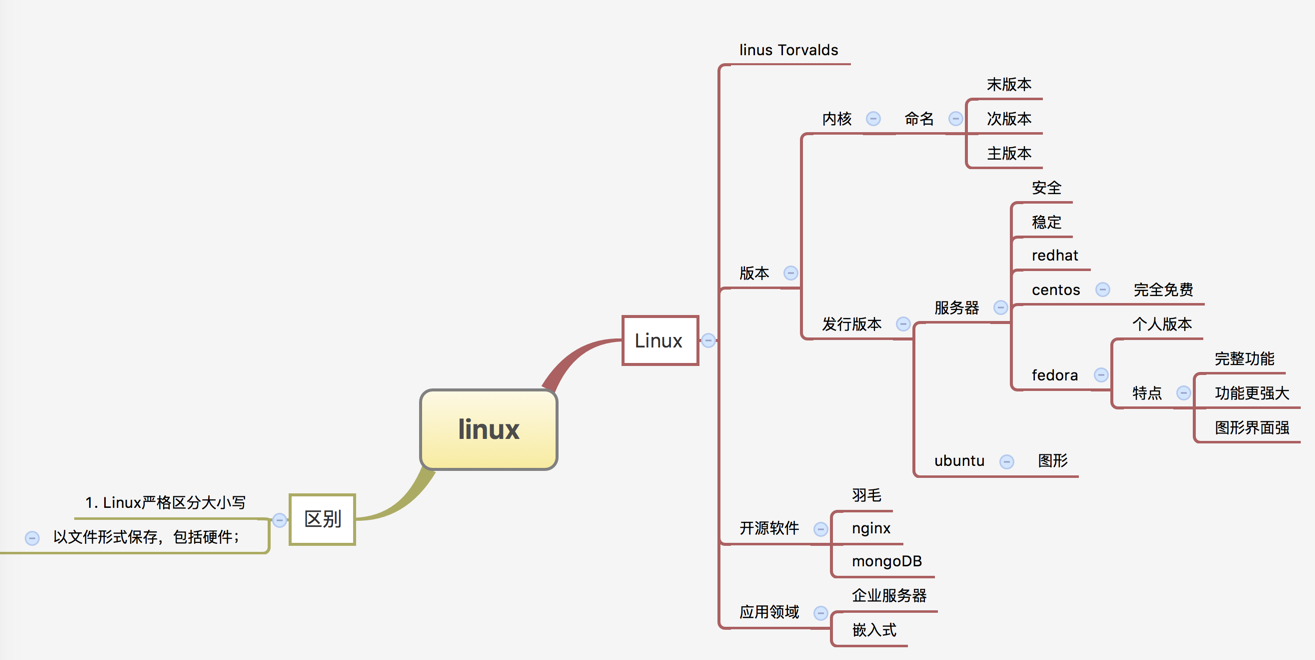 linus Torvalds
末版本
内核
命名
次版本
主版本
安全
稳定
redhat
版本
centos
完全免费
服务器
发行版本
个人版本
Linux
完整功能
fedora
特点
功能更强大
图形界面强
linux
ubuntu
图形
羽毛
1. Linux严格区分大小写
区别
开源软件
nginx
以文件形式保存，包括硬件；
mongoDB
企业服务器
应用领域
嵌入式